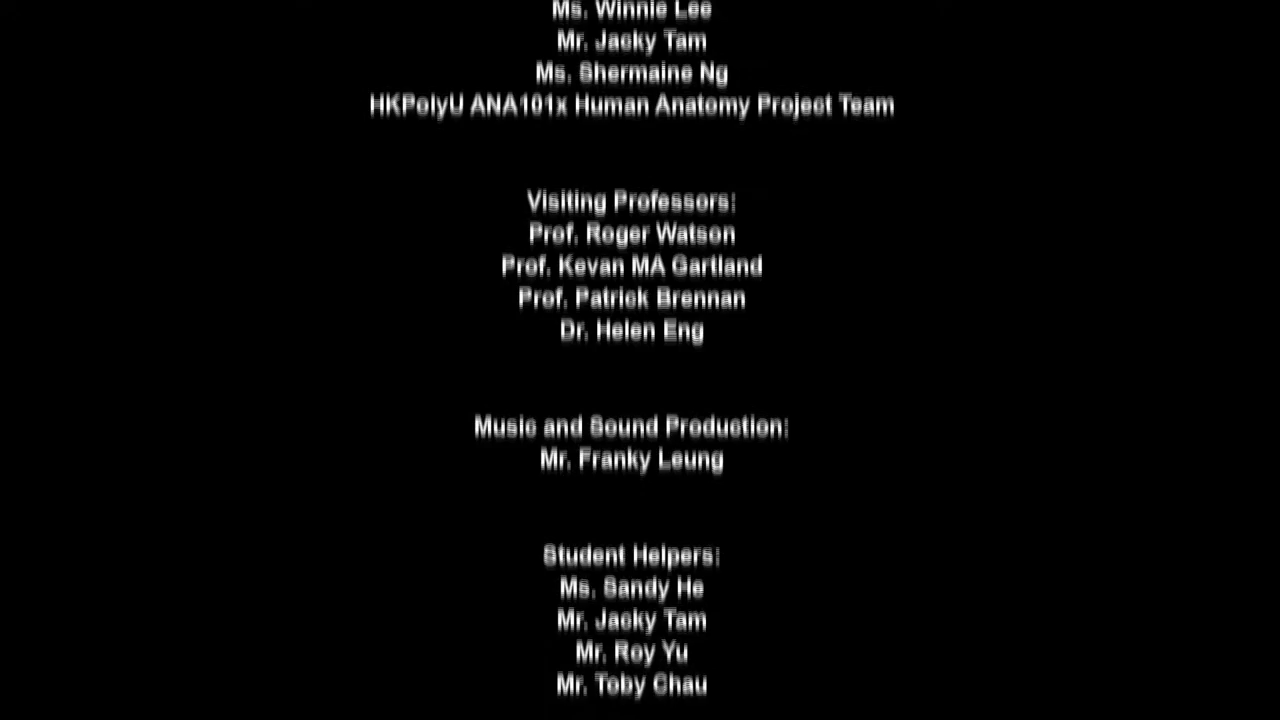 Ms. Winnie Lee
Mr. Jacky Tam
Ms. Shermaine Ng
HKPolyU ANA101x Human Anatomy Project Team
Visiting Professors:
Prof. Roger Watson
Prof. Kevan MA Gartland
Prof. Patrick Brennan
Dr. Helen Eng
Music and Sound Production:
Mr. Franky Leung
Student Helpers:
Ms. Sandy He
Mr. Jacky Tam
Mr. Roy Yu
Mr. Toby Chau